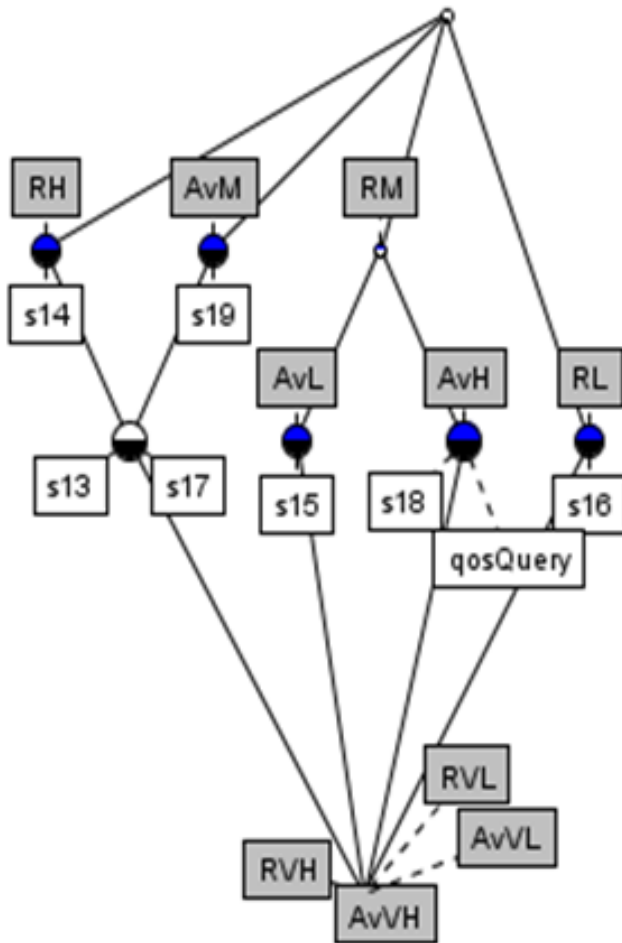 RH
AvM
RM
s14
s19
AvL
AvH
RL
s13
s17
s15
s18
s16
qosQuery
RVL
AvVL
RVH
AvVH